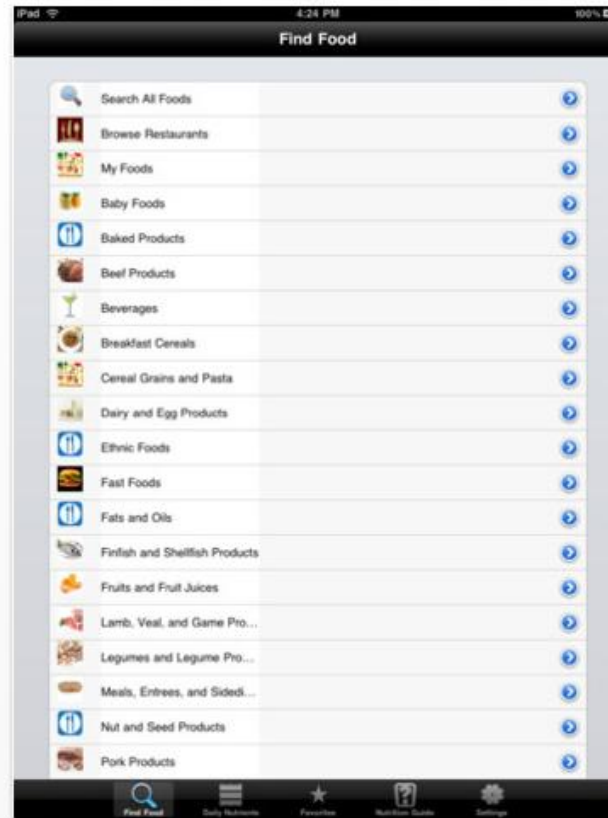 iPad 4:24 PM 100%
Find Food
Search All Foods
Browse Restaurants
My Foods
Baby Foods
Baked Products
Beef Products
Beverages
Breakfast Cereals
Cereal Grains and Pasta
Dairy and Egg Products
Ethnic Foods
Fast Foods
Fats and Oils
Finfish and Shellfish Products
Fruits and Fruit Juices
Lamb, Veal, and Game Pro...
Legumes and Legume Pro...
Meals, Entrees, and Sidedi...
Nut and Seed Products
Pork Products
Find Food Daily Nutrients Favorites Nutrition Guide Settings